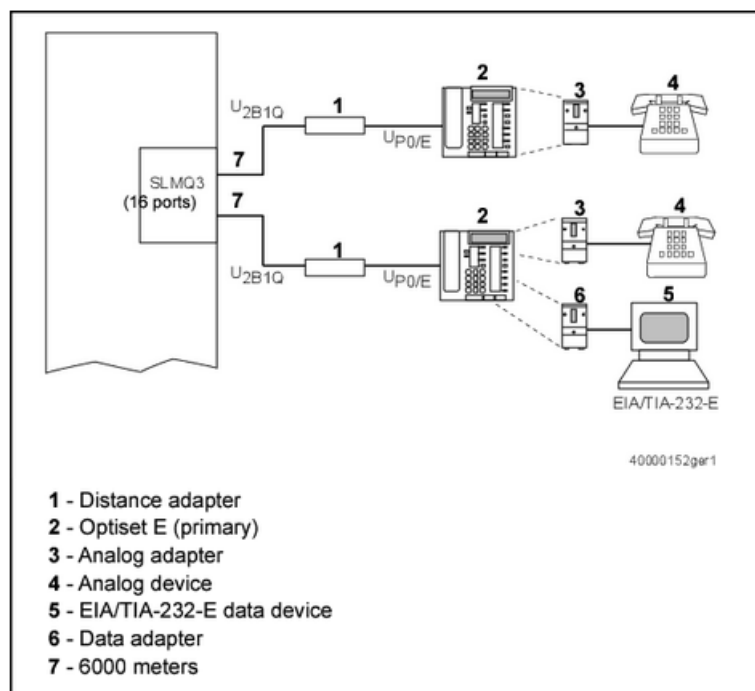 2
3
4
U2B1Q
1
UP0/E
7
SLMQ3
(16 ports)
7
2
3
4
1
U2B1Q
UP0/E
6
5
EIA/TIA-232-E
40000152ger1
1 - Distance adapter
2 - Optiset E (primary)
3 - Analog adapter
4 - Analog device
5 - EIA/TIA-232-E data device
6 - Data adapter
7 - 6000 meters